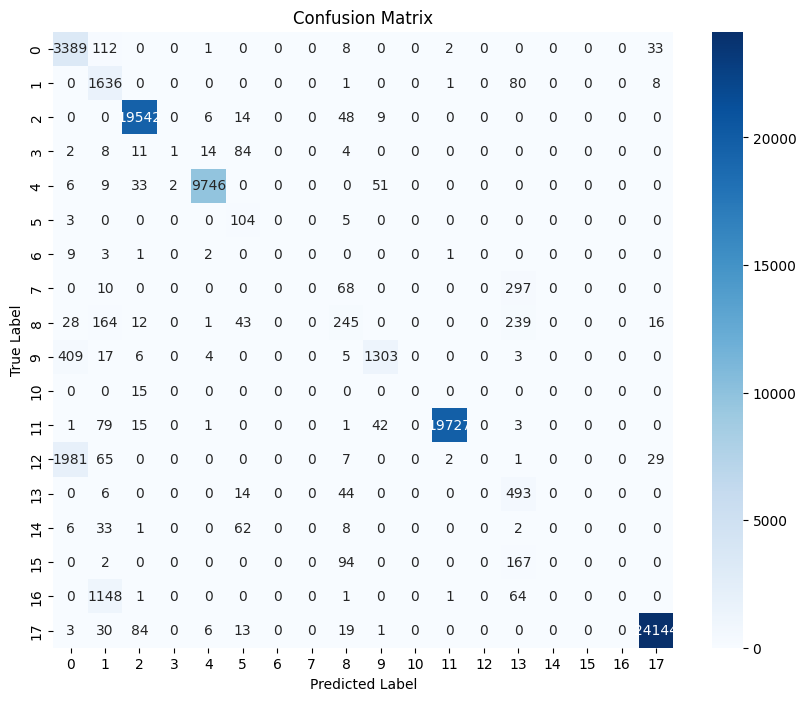 Confusion Matrix
0 3389 112 0 0 1 0 0 0 8 0 0 2 0 0 0 0 0 33
1 0 1636 0 0 0 0 0 0 1 0 0 1 0 80 0 0 0 8
2 0 0 19542 0 6 14 0 0 48 9 0 0 0 0 0 0 0 0
3 2 8 11 1 14 84 0 0 4 0 0 0 0 0 0 0 0 0
4 6 9 33 2 9746 0 0 0 0 51 0 0 0 0 0 0 0 0
5 3 0 0 0 0 104 0 0 5 0 0 0 0 0 0 0 0 0
6 9 3 1 0 2 0 0 0 0 0 0 1 0 0 0 0 0 0
7 0 10 0 0 0 0 0 0 68 0 0 0 0 297 0 0 0 0
8 28 164 12 0 1 43 0 0 245 0 0 0 0 239 0 0 0 16
9 409 17 6 0 4 0 0 0 5 1303 0 0 0 3 0 0 0 0
10 0 0 15 0 0 0 0 0 0 0 0 0 0 0 0 0 0 0
11 1 79 15 0 1 0 0 0 1 42 0 19727 0 3 0 0 0 0
12 1981 65 0 0 0 0 0 0 7 0 0 2 0 1 0 0 0 29
13 0 6 0 0 0 14 0 0 44 0 0 0 0 493 0 0 0 0
14 6 33 1 0 0 62 0 0 8 0 0 0 0 2 0 0 0 0
15 0 2 0 0 0 0 0 0 94 0 0 0 0 167 0 0 0 0
16 0 1148 1 0 0 0 0 0 1 0 0 1 0 64 0 0 0 0
17 3 30 84 0 6 13 0 0 19 1 0 0 0 0 0 0 0 24144
0 1 2 3 4 5 6 7 8 9 10 11 12 13 14 15 16 17
Predicted Label
True Label
20000
15000
10000
5000
0